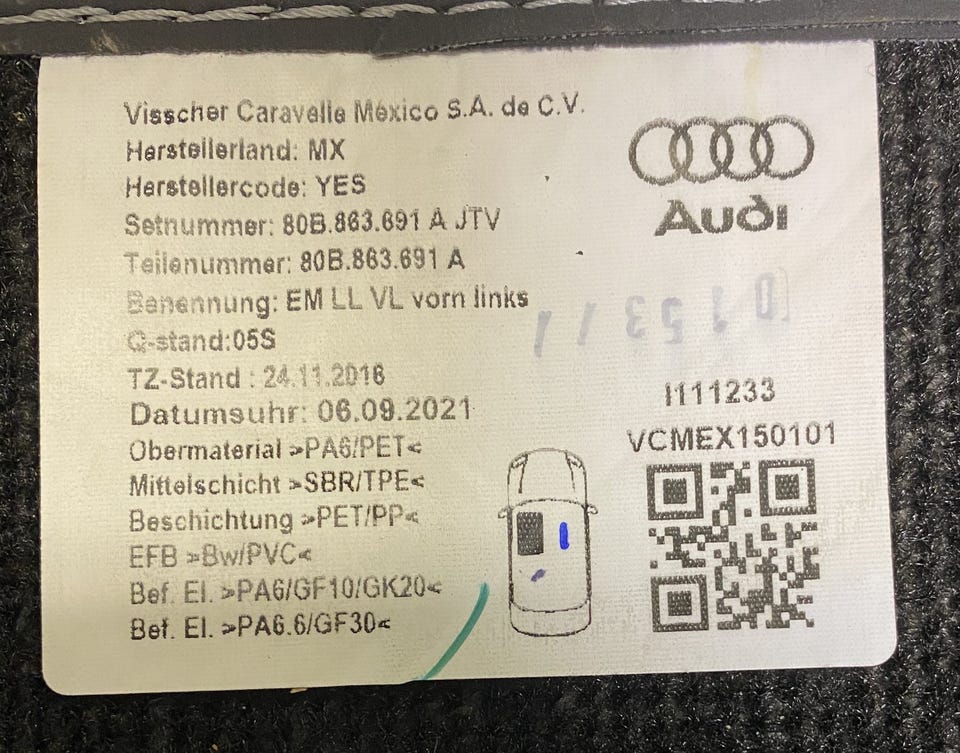 Visscher Caravelle México S.A. de C.V.
Herstellerland: MX
Herstellercode: YES
Setnummer: 80B.863.691 A JTV
Teilenummer: 80B.863.691 A
Benennung: EM LL VL vorn links
Q-stand:05S
TZ-Stand : 24.11.2016
Datumsuhr: 06.09.2021
Obermaterial >PA6/PET<
Mittelschicht >SBR/TPE<
Beschichtung >PET/PP<
EFB >Bw/PVC<
Bef. El. >PA6/GF10/GK20<
Bef. El. >PA6.6/GF30<
Audi
I111233
VCMEX150101